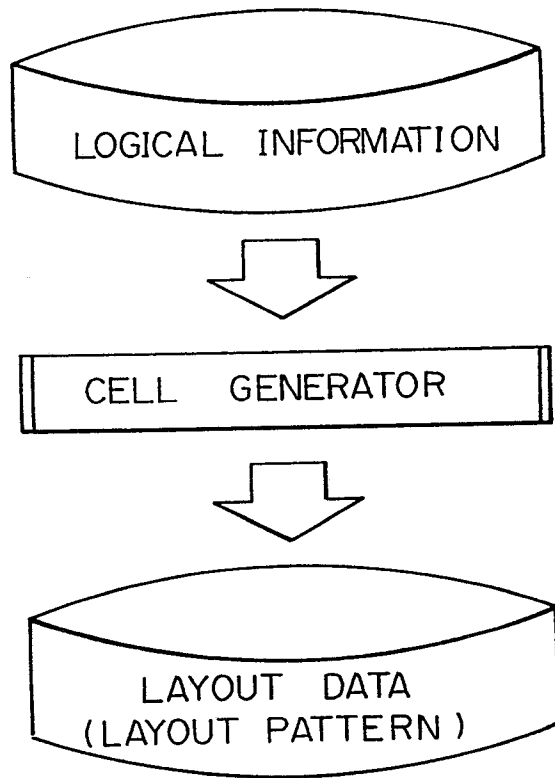 LOGICAL INFORMATION
CELL GENERATOR
LAYOUT DATA
(LAYOUT PATTERN)